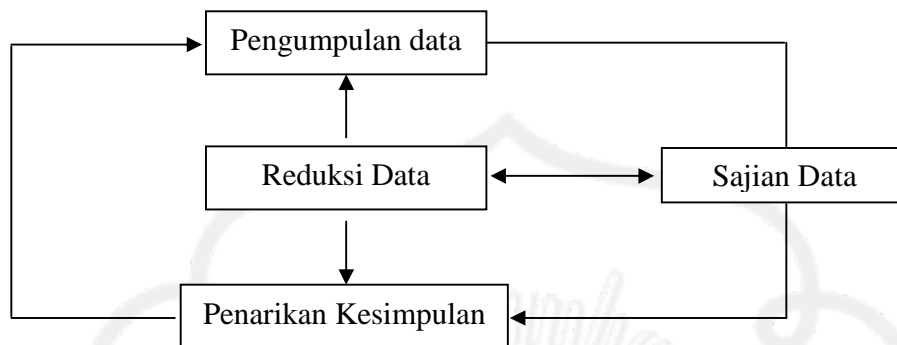 Pengumpulan data
Reduksi Data
Sajian Data
Penarikan Kesimpulan